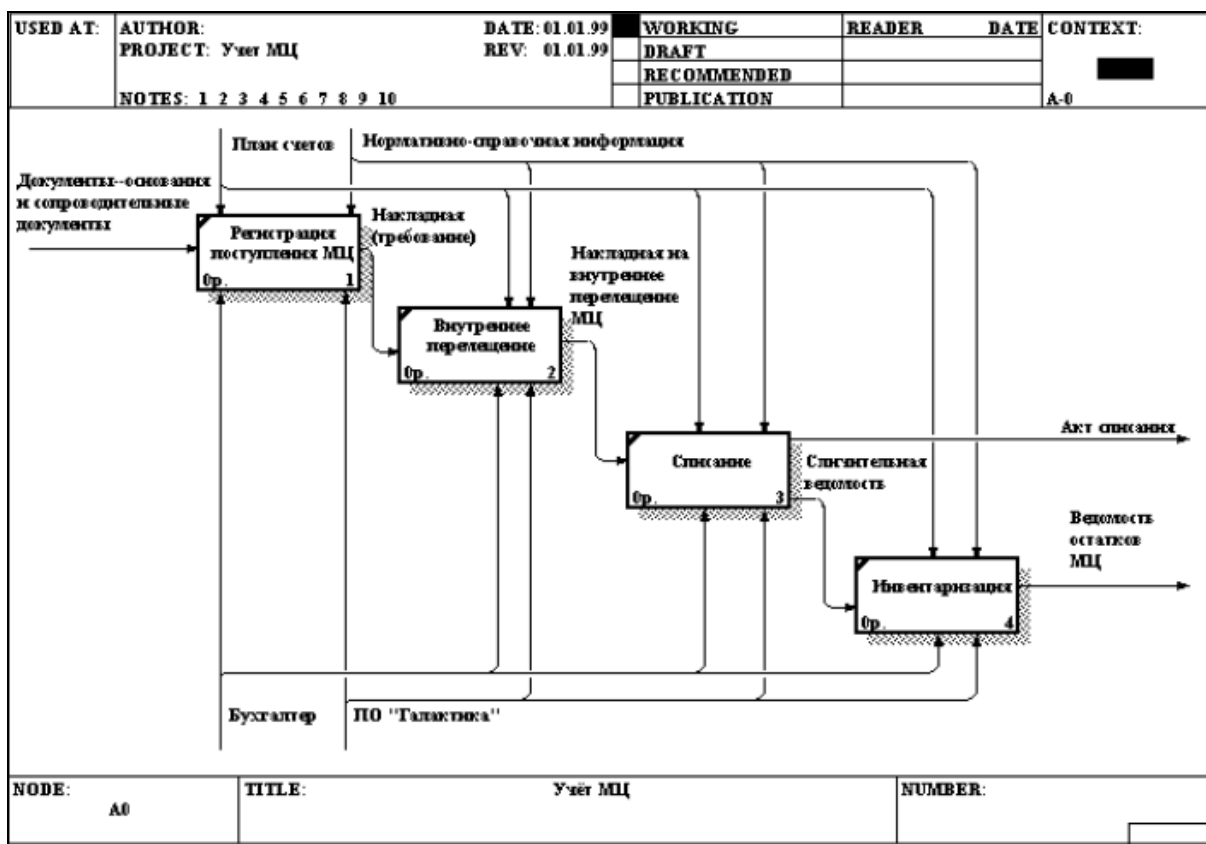 USED AT:
AUTHOR:
DATE: 01.01.99
PROJECT: Учет МЦ
REV: 01.01.99
NOTES: 1 2 3 4 5 6 7 8 9 10
WORKING
DRAFT
RECOMMENDED
PUBLICATION
READER
DATE
CONTEXT:
A-0
План счетов
Нормативно-справочная информация
Документы--основания
и сопроводительные
документы
Регистрация
поступления МЦ
0р.
1
Накладная
(требование)
Внутреннее
перемещение
0р.
2
Накладная на
внутреннее
перемещение
МЦ
Списание
0р.
3
Акт списания
Сличительная
ведомость
Инвентаризация
0р.
4
Ведомость
остатков
МЦ
Бухгалтер
ПО "Галактика"
NODE:
A0
TITLE:
Учёт МЦ
NUMBER: